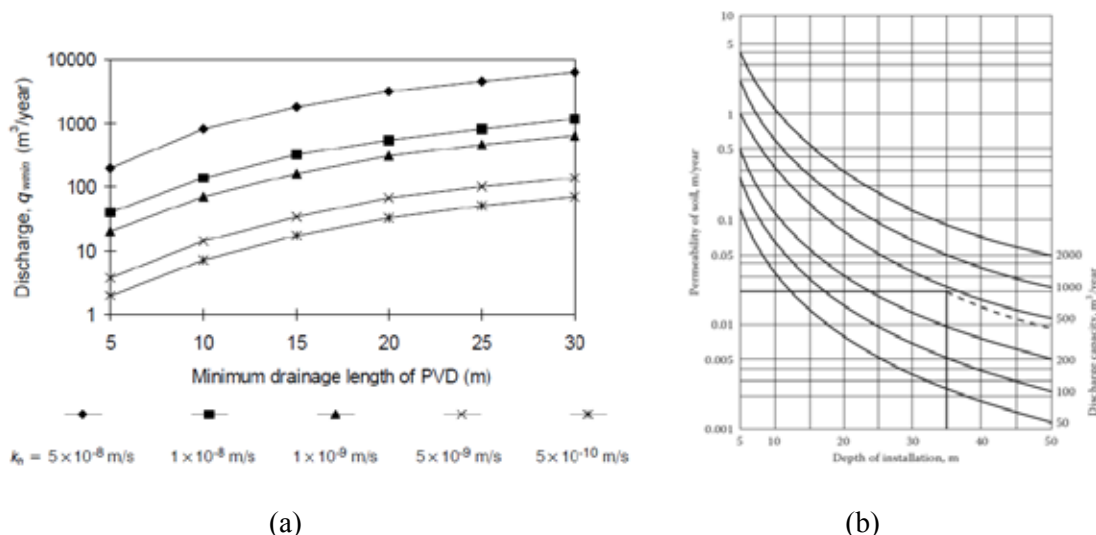 10000
1000
100
10
1
Discharge, q wmin (m³/year)
5 10 15 20 25 30
Minimum drainage length of PVD (m)
kh = 5×10⁻⁸ m/s 1×10⁻⁸ m/s 1×10⁻⁹ m/s 5×10⁻⁹ m/s 5×10⁻¹⁰ m/s
(a)
10
5
1
0.5
0.1
0.05
0.01
0.005
0.001
Permeability of soil, m/year
5 10 20 30 40 50
Depth of installation, m
2000
1000
500
200
100
50
Discharge capacity, m³/year
(b)